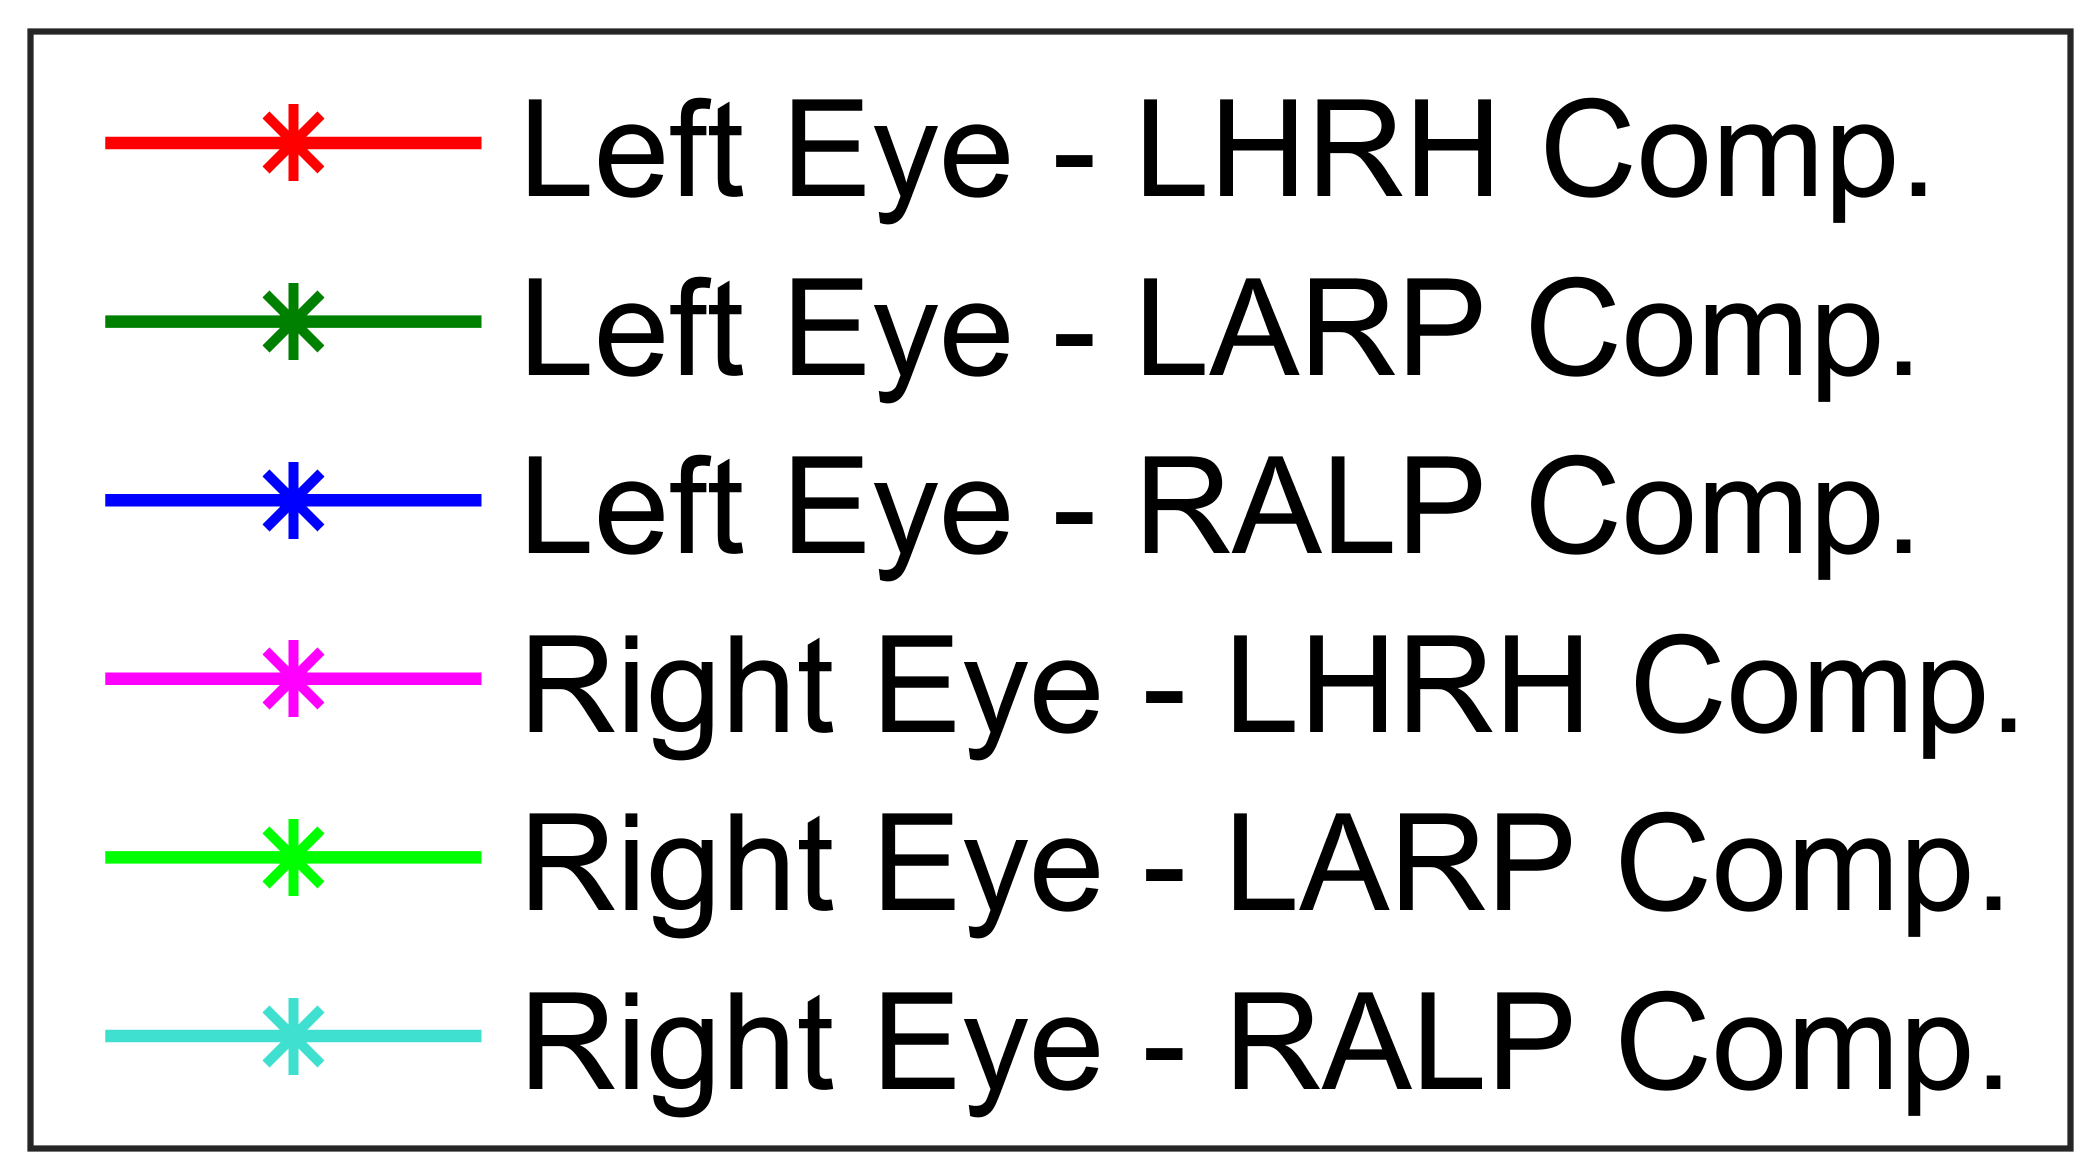 Left Eye - LHRH Comp.
Left Eye - LARP Comp.
Left Eye - RALP Comp.
Right Eye - LHRH Comp.
Right Eye - LARP Comp.
Right Eye - RALP Comp.